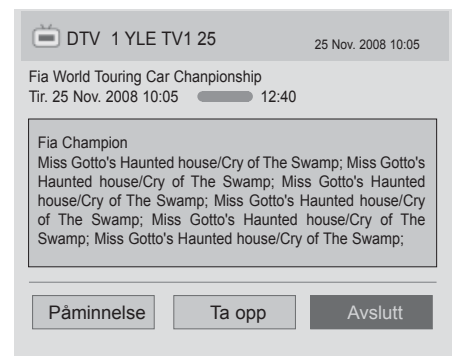 DTV 1 YLE TV1 25 25 Nov. 2008 10:05
Fia World Touring Car Chanpionship
Tir. 25 Nov. 2008 10:05 12:40
Fia Champion
Miss Gotto's Haunted house/Cry of The Swamp; Miss Gotto's
Haunted house/Cry of The Swamp; Miss Gotto's Haunted
house/Cry of The Swamp; Miss Gotto's Haunted house/Cry
of The Swamp; Miss Gotto's Haunted house/Cry of The
Swamp; Miss Gotto's Haunted house/Cry of The Swamp;
Påminnelse Ta opp Avslutt